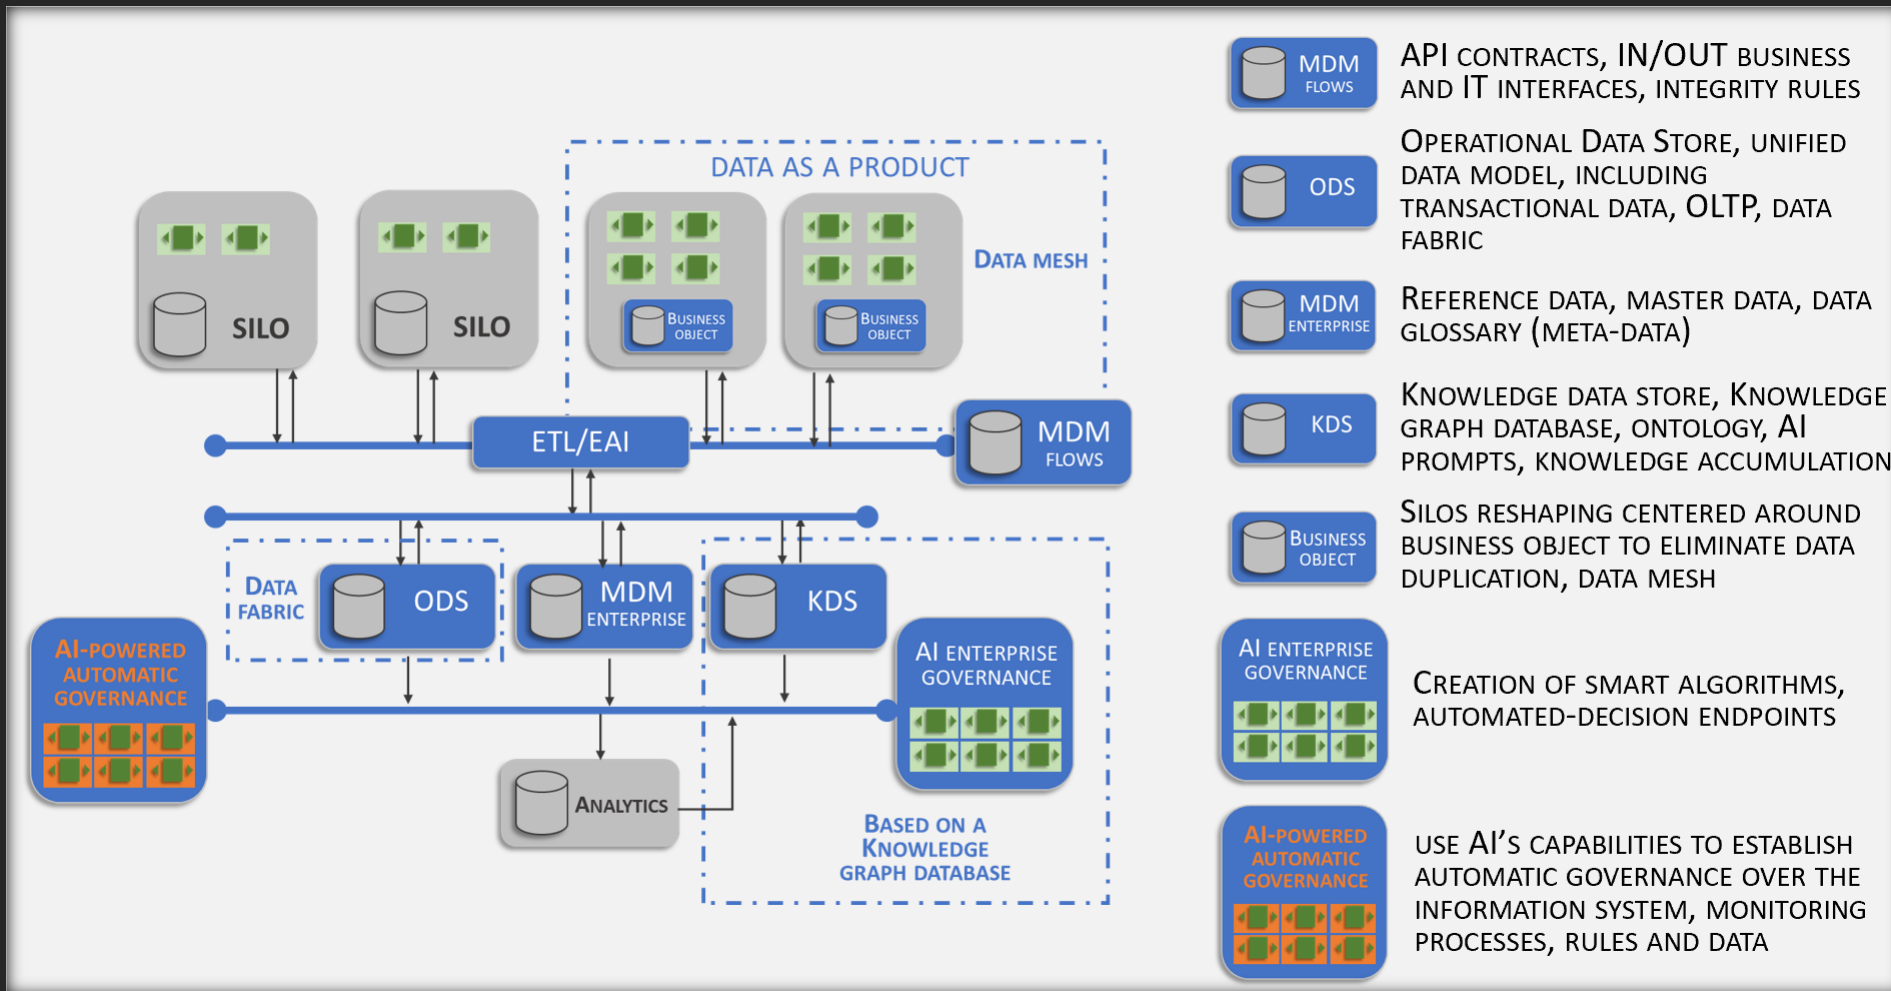 DATA AS A PRODUCT
SILO
SILO
BUSINESS
OBJECT
BUSINESS
OBJECT
DATA MESH
ETL/EAI
MDM
FLOWS
DATA
FABRIC
ODS
MDM
ENTERPRISE
KDS
AI-POWERED
AUTOMATIC
GOVERNANCE
AI ENTERPRISE
GOVERNANCE
ANALYTICS
BASED ON A
KNOWLEDGE
GRAPH DATABASE
MDM
FLOWS
API CONTRACTS, IN/OUT BUSINESS
AND IT INTERFACES, INTEGRITY RULES
ODS
OPERATIONAL DATA STORE, UNIFIED
DATA MODEL, INCLUDING
TRANSACTIONAL DATA, OLTP, DATA
FABRIC
MDM
ENTERPRISE
REFERENCE DATA, MASTER DATA, DATA
GLOSSARY (META-DATA)
KDS
KNOWLEDGE DATA STORE, KNOWLEDGE
GRAPH DATABASE, ONTOLOGY, AI
PROMPTS, KNOWLEDGE ACCUMULATION
BUSINESS
OBJECT
SILOS RESHAPING CENTERED AROUND
BUSINESS OBJECT TO ELIMINATE DATA
DUPLICATION, DATA MESH
AI ENTERPRISE
GOVERNANCE
CREATION OF SMART ALGORITHMS,
AUTOMATED-DECISION ENDPOINTS
AI-POWERED
AUTOMATIC
GOVERNANCE
USE AI'S CAPABILITIES TO ESTABLISH
AUTOMATIC GOVERNANCE OVER THE
INFORMATION SYSTEM, MONITORING
PROCESSES, RULES AND DATA